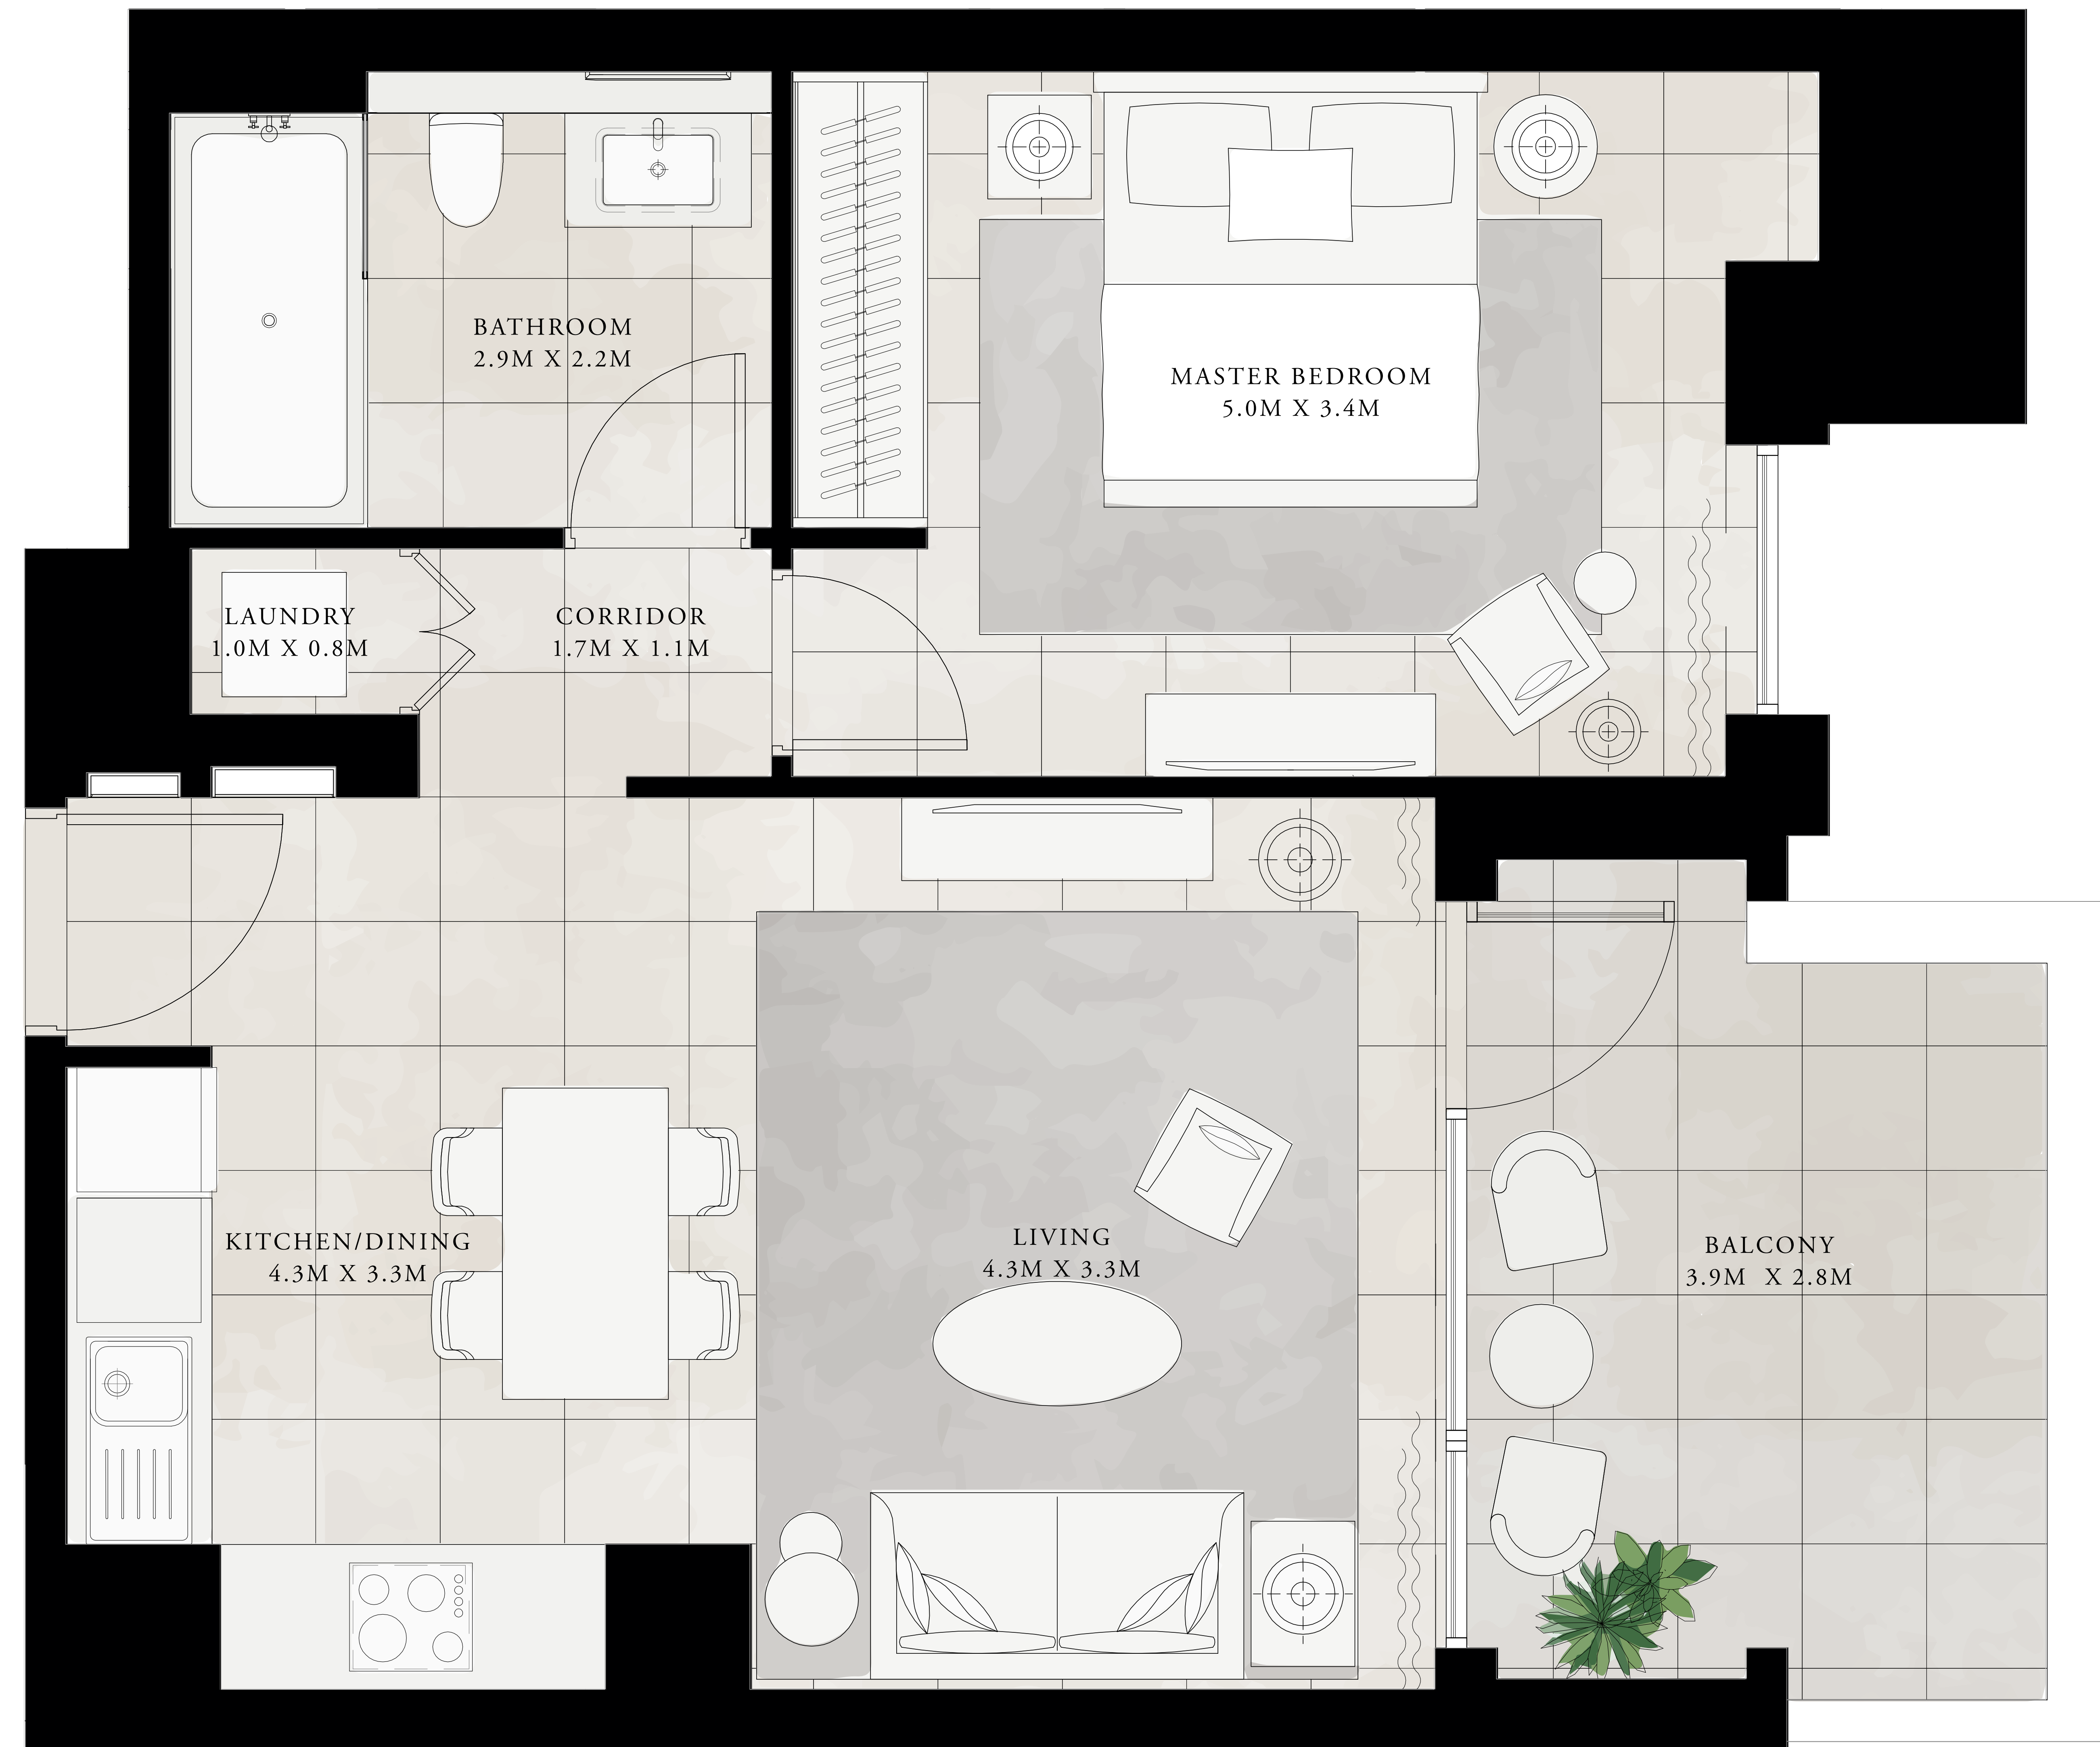 BATHROOM
2.9M X 2.2M
MASTER BEDROOM
5.0M X 3.4M
LAUNDRY
1.0M X 0.8M
CORRIDOR
1.7M X 1.1M
KITCHEN/DINING
4.3M X 3.3M
LIVING
4.3M X 3.3M
BALCONY
3.9M X 2.8M